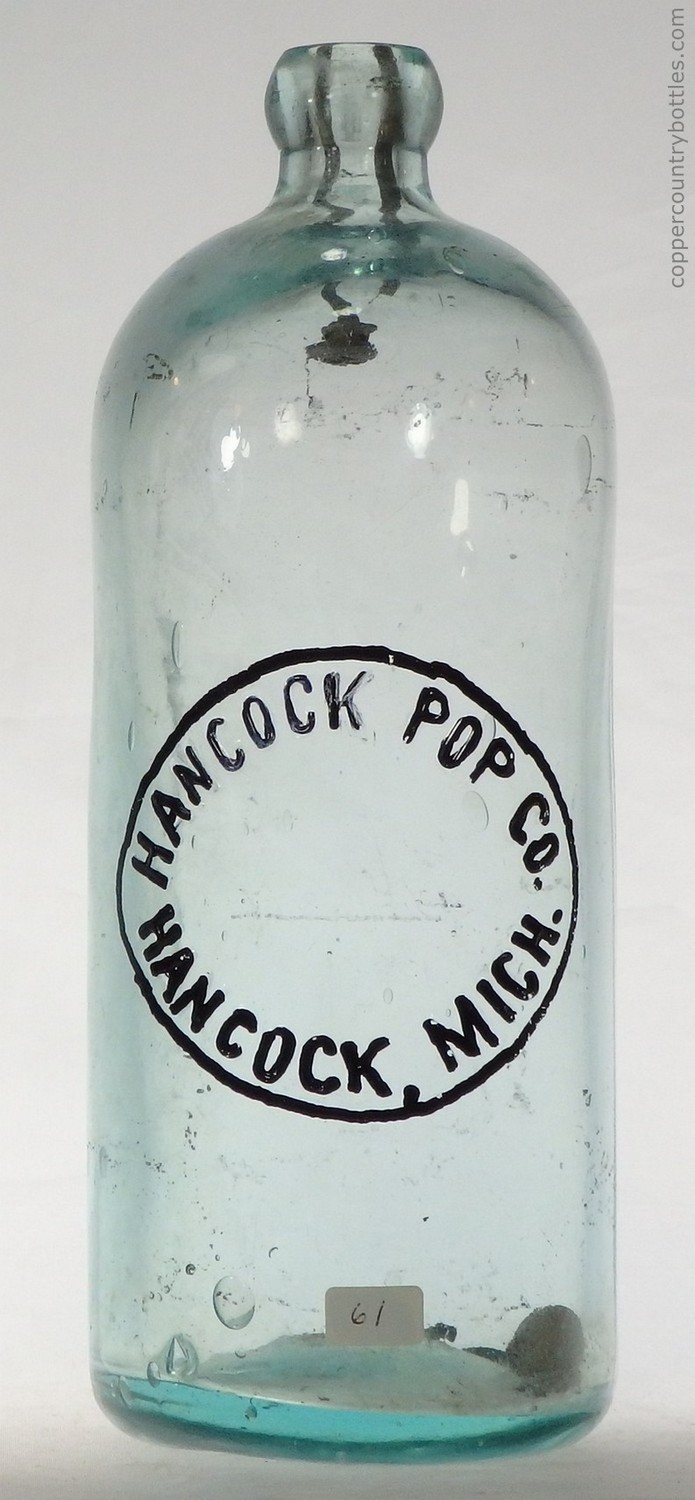 coppercountrybottles.com
HANCOCK POP CO.
HANCOCK, MICH.
61